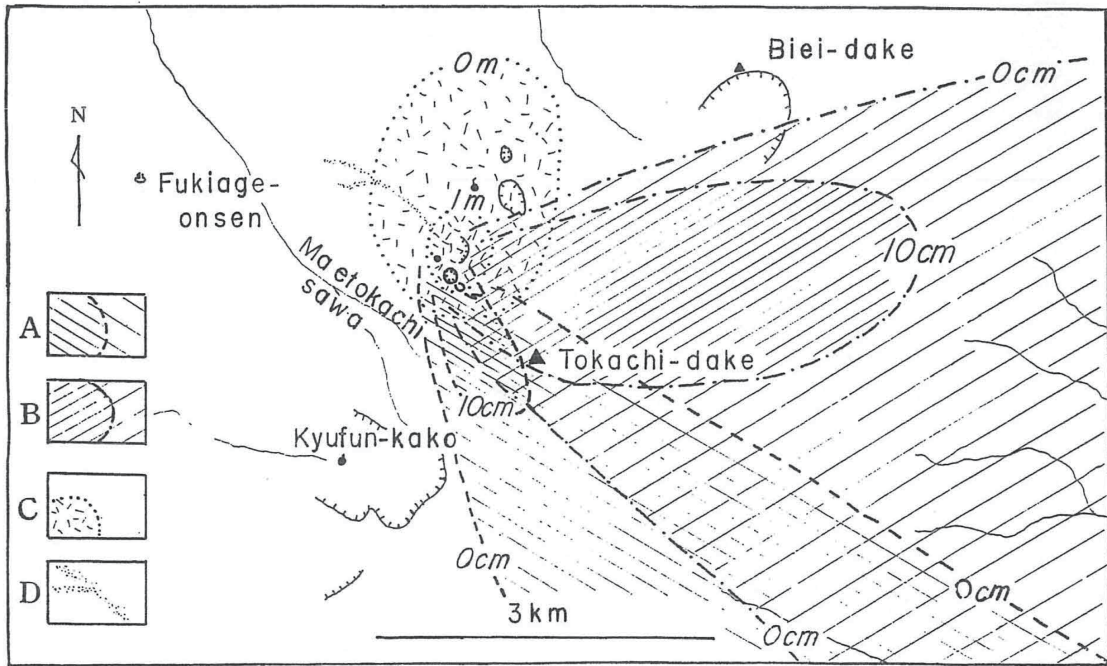 Biei-dake
0cm
0m
N
Fukiage-
onsen
1m
10cm
Maetokachi
sawa
A
Tokachi-dake
10cm
B
Kyufun-kako
C
0cm
0cm
D
3km
0cm